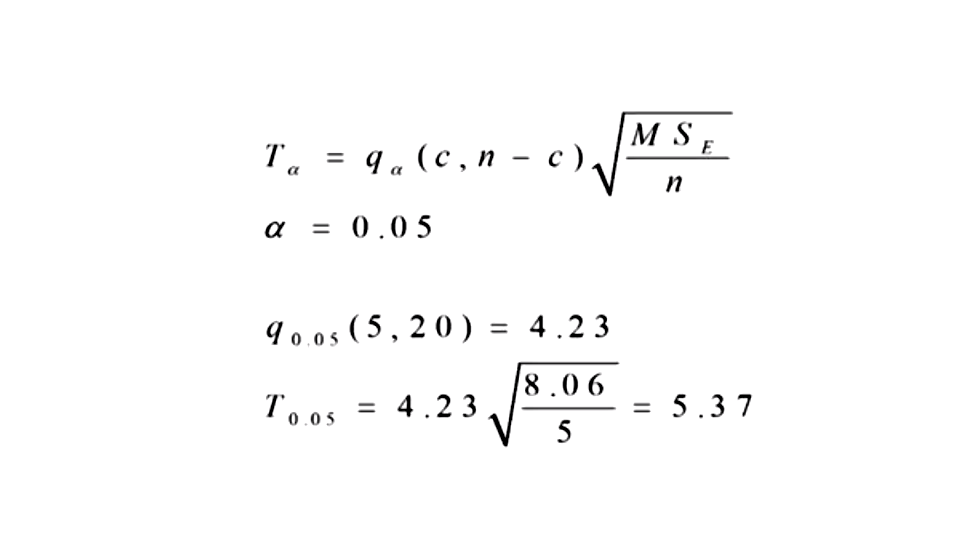 T_α = q_α (c, n − c) √(MS_E / n)
α = 0.05
q_0.05 (5, 20) = 4.23
T_0.05 = 4.23 √(8.06 / 5) = 5.37